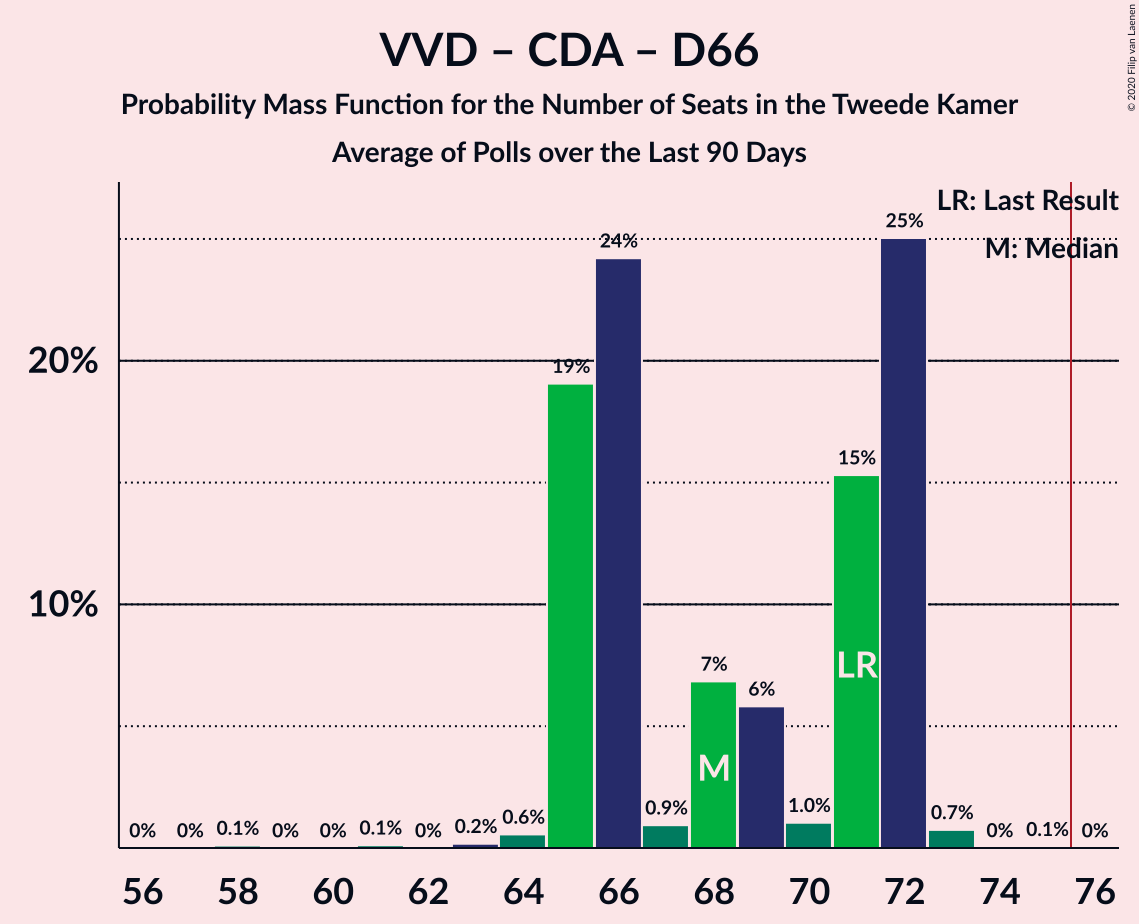 VVD – CDA – D66
Probability Mass Function for the Number of Seats in the Tweede Kamer
Average of Polls over the Last 90 Days
© 2020 Filip van Laenen
LR: Last Result
M: Median
20%
10%
0%
0%
0.1%
0%
0%
0.1%
0%
0.2%
0.6%
19%
24%
0.9%
7%
6%
1.0%
15%
25%
0.7%
0%
0.1%
0%
LR
M
56 58 60 62 64 66 68 70 72 74 76